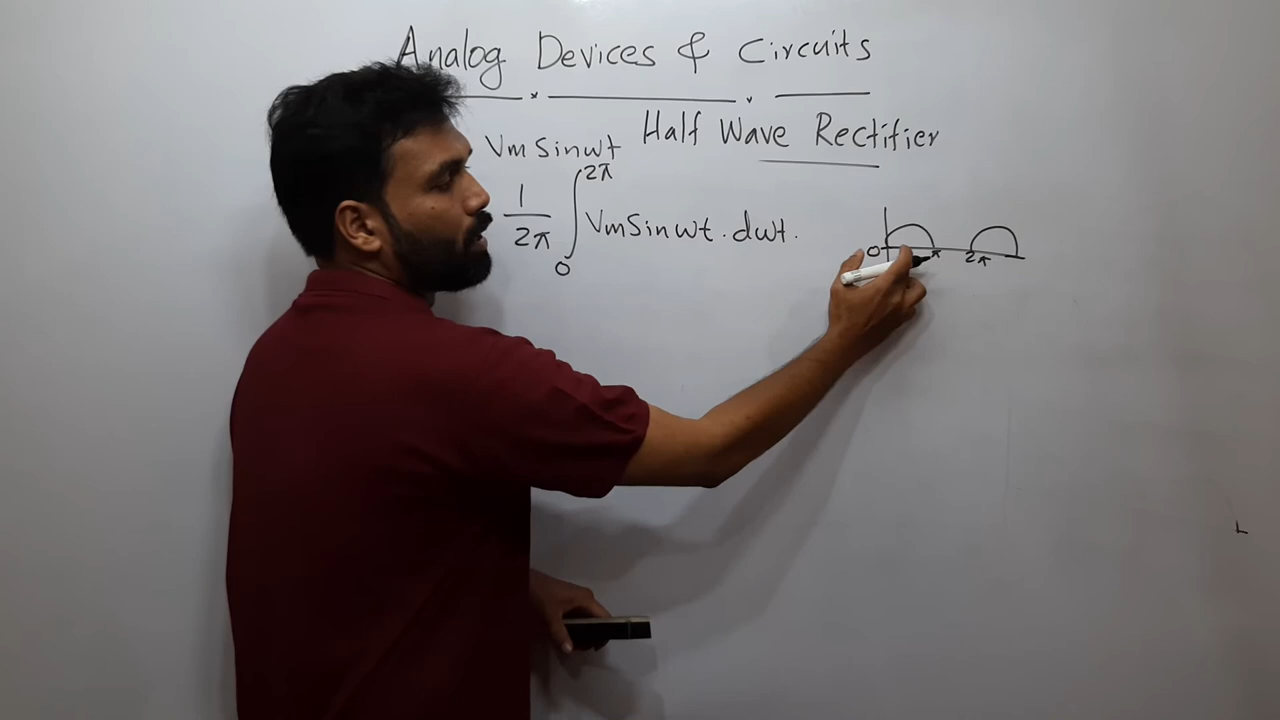 Analog Devices & Circuits
Half Wave Rectifier
Vm Sinωt
1/2π ∫ 0 2π Vm Sinωt . dωt.
0 π 2π